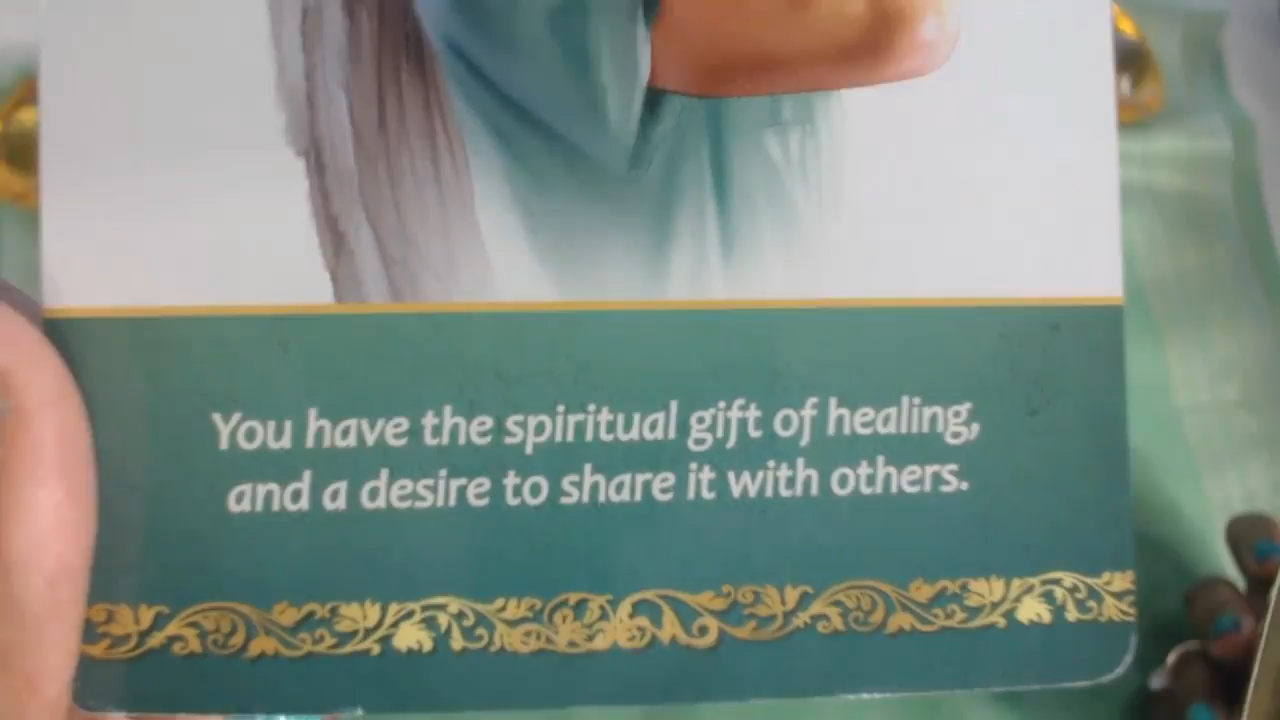 You have the spiritual gift of healing,
and a desire to share it with others.